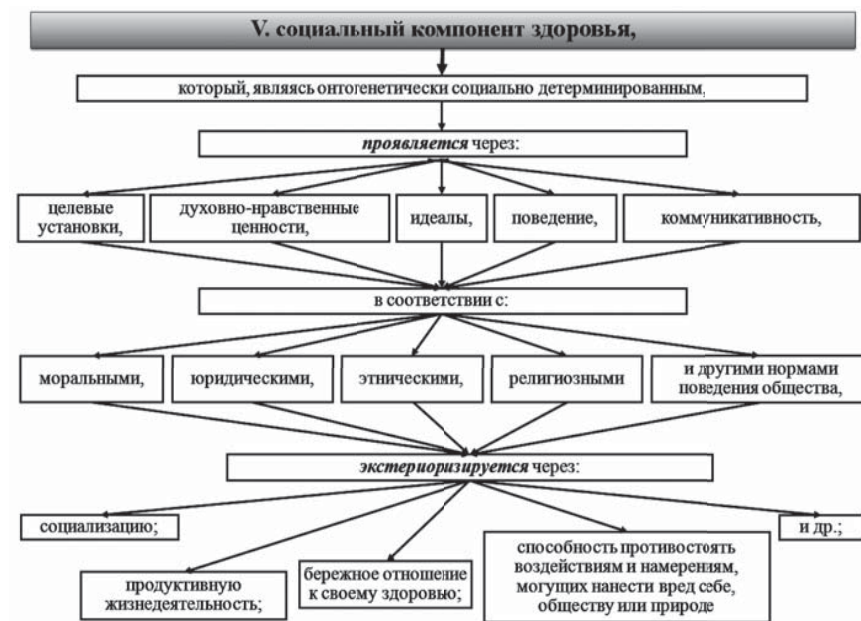 V. социальный компонент здоровья,
который, являясь онтогенетически социально детерминированным,
проявляется через:
целевые
установки,
духовно-нравственные
ценности,
идеалы,
поведение,
коммуникативность,
в соответствии с:
моральными,
юридическими,
этническими,
религиозными
и другими нормами
поведения общества,
экстериоризируется через:
социализацию;
продуктивную
жизнедеятельность;
бережное отношение
к своему здоровью;
способность противостоять
воздействиям и намерениям,
могущих нанести вред себе,
обществу или природе
и др.;